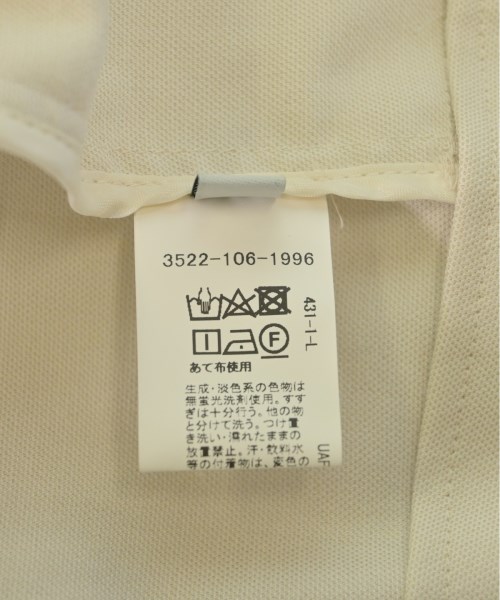 3522-106-1996
431-1-L
F
あて布使用
生成・淡色系の色物は
無蛍光洗剤使用。すす
ぎは十分行う。他の物
と分けて洗う。つけ置
き洗い・濡れたままの
放置禁止。汗・飲料水
等の付着物は、変色の
UAF